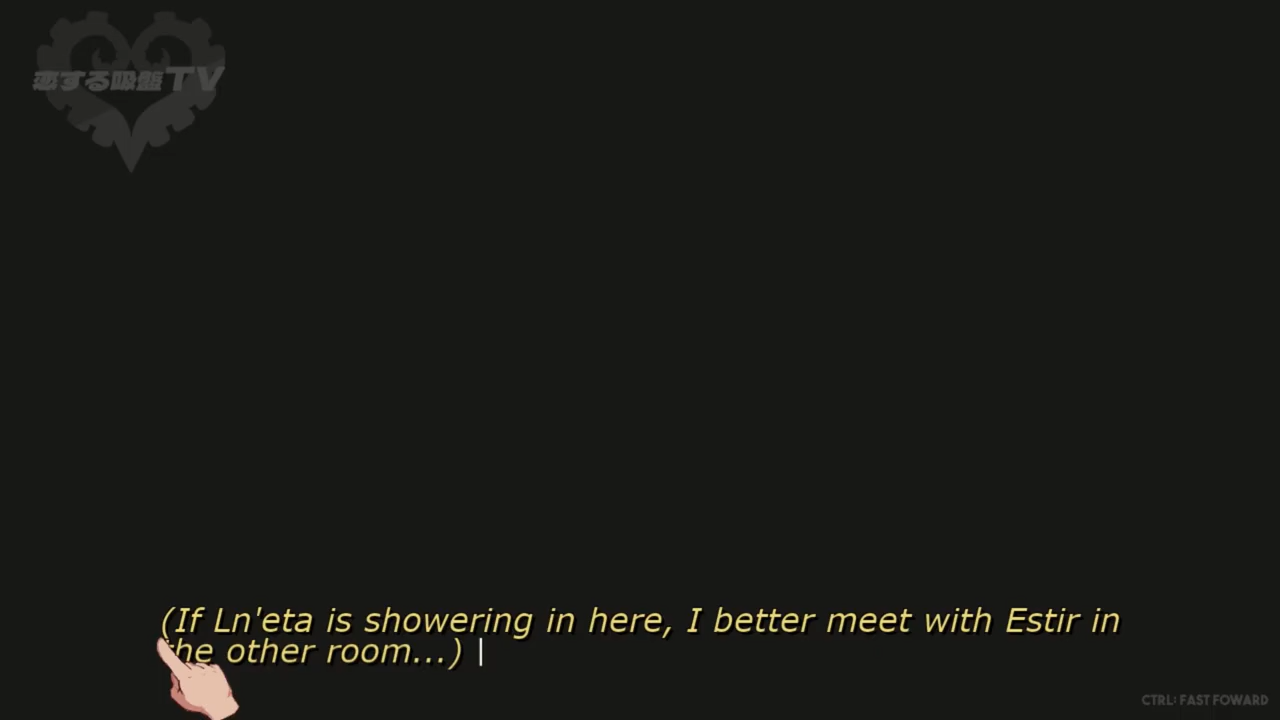 恋する吸盤TV
(If Ln'eta is showering in here, I better meet with Estir in
the other room...)
CTRL: FAST FOWARD